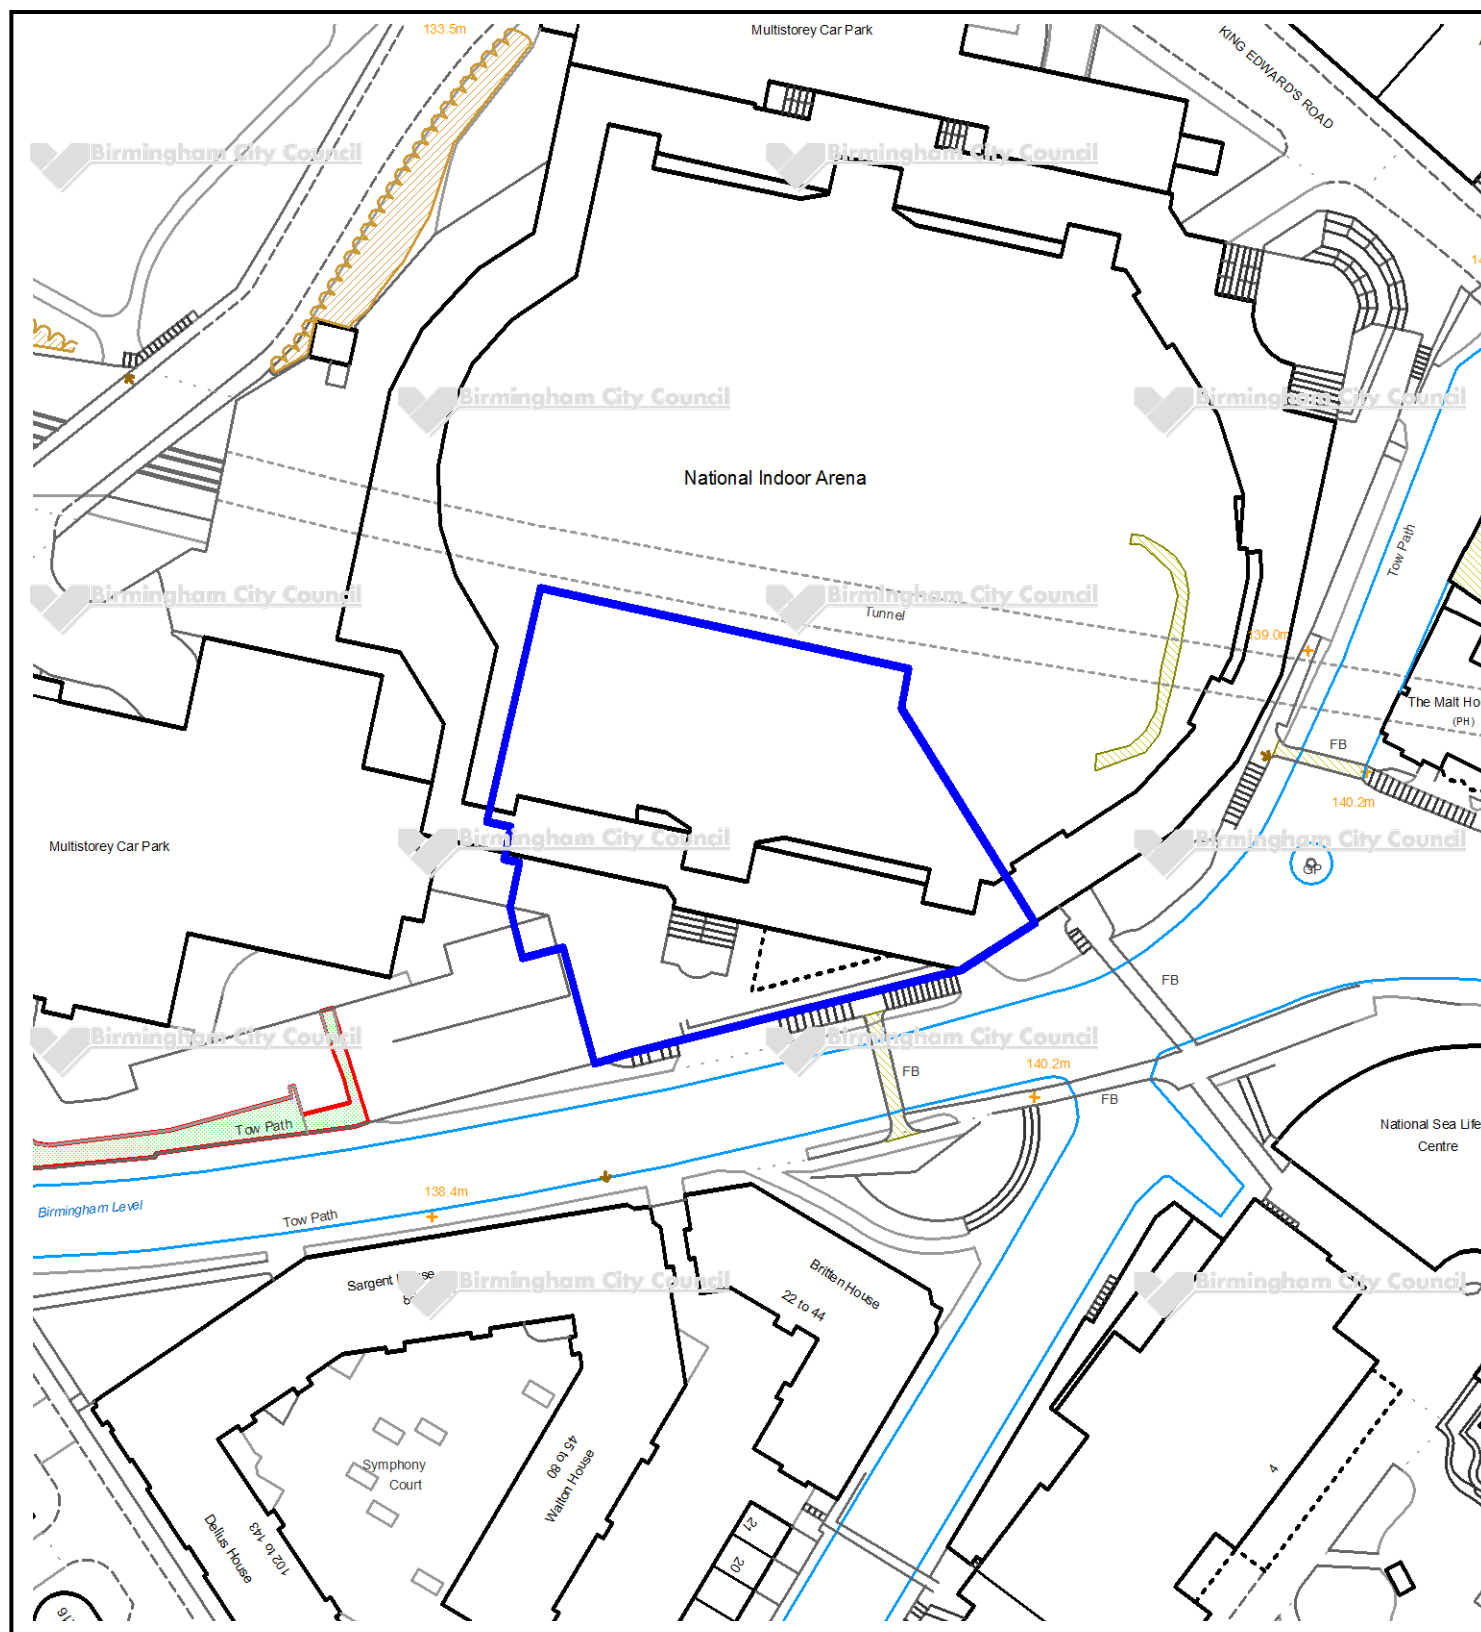 133.5m
Multistorey Car Park
KING EDWARD'S ROAD
Birmingham City Council
Birmingham City Council
Birmingham City Council
Birmingham City Council
National Indoor Arena
Tow Path
Birmingham City Council
Birmingham City Council
Tunnel
139.0m
The Malt Ho
(PH)
FB
140.2m
Multistorey Car Park
Birmingham City Council
Birmingham City Council
GP
FB
Birmingham City Council
Birmingham City Council
FB
140.2m
FB
Tow Path
National Sea Life
Centre
138.4m
Birmingham Level
Tow Path
Sargent House
Birmingham City Council
Birmingham City Council
Britten House
22 to 44
45 to 80
Walton House
Symphony
Court
4
Delius House
102 to 143
21
20